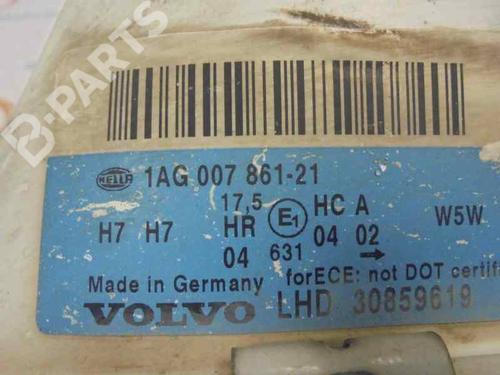 B-PARTS
HELLA 1AG 007 861-21
17,5 HC A
H7 H7 HR E1 04 02 W5W
04 631 →
Made in Germany forECE: not DOT
VOLVO LHD 30859619